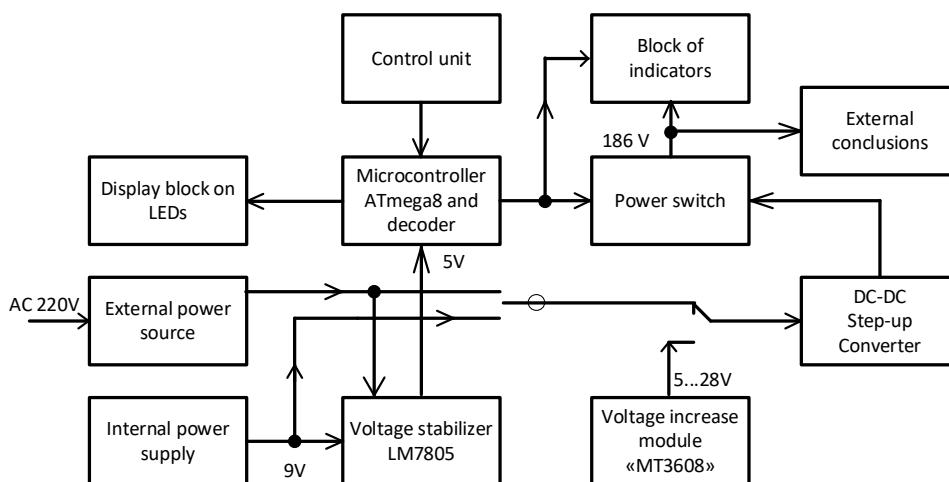 Control unit
Block of
indicators
External
conclusions
186 V
Display block on
LEDs
Microcontroller
ATmega8 and
decoder
Power switch
5V
AC 220V
External power
source
DC-DC
Step-up
Converter
5...28V
Internal power
supply
9V
Voltage stabilizer
LM7805
Voltage increase
module
«MT3608»